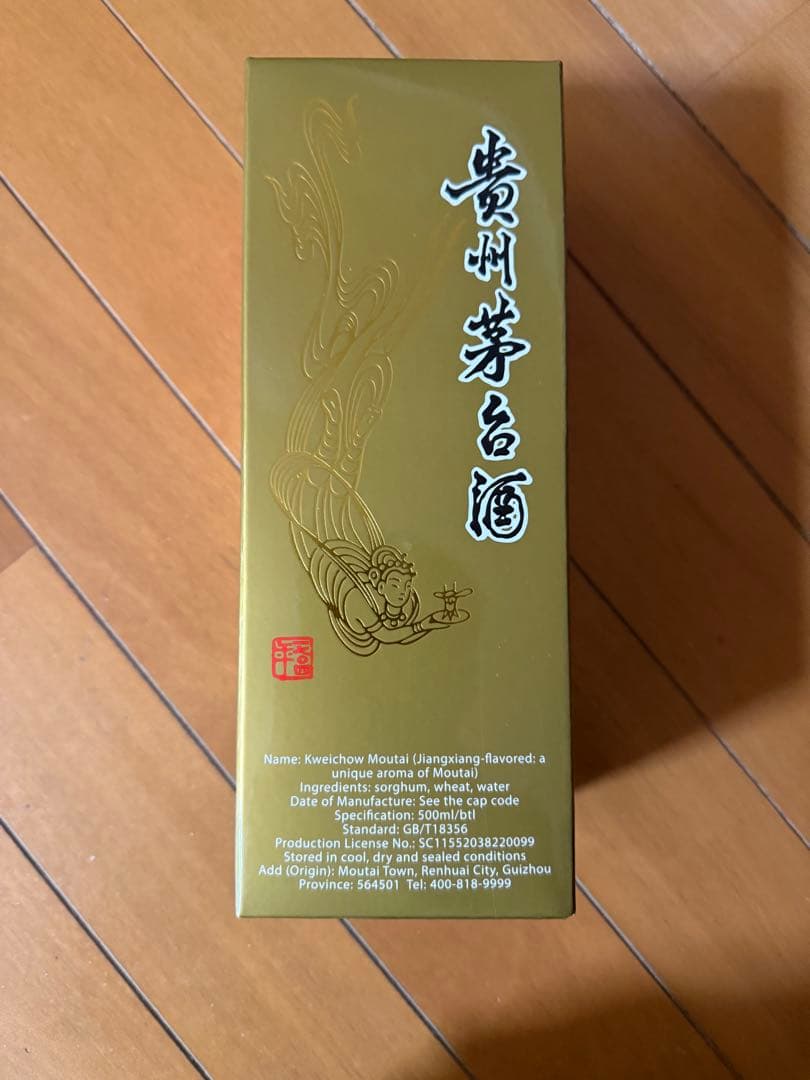 貴州茅台酒
Name: Kweichow Moutai (Jiangxiang-flavored: a
unique aroma of Moutai)
Ingredients: sorghum, wheat, water
Date of Manufacture: See the cap code
Specification: 500ml/btl
Standard: GB/T18356
Production License No.: SC11552038220099
Stored in cool, dry and sealed conditions
Add (Origin): Moutai Town, Renhuai City, Guizhou
Province: 564501 Tel: 400-818-9999